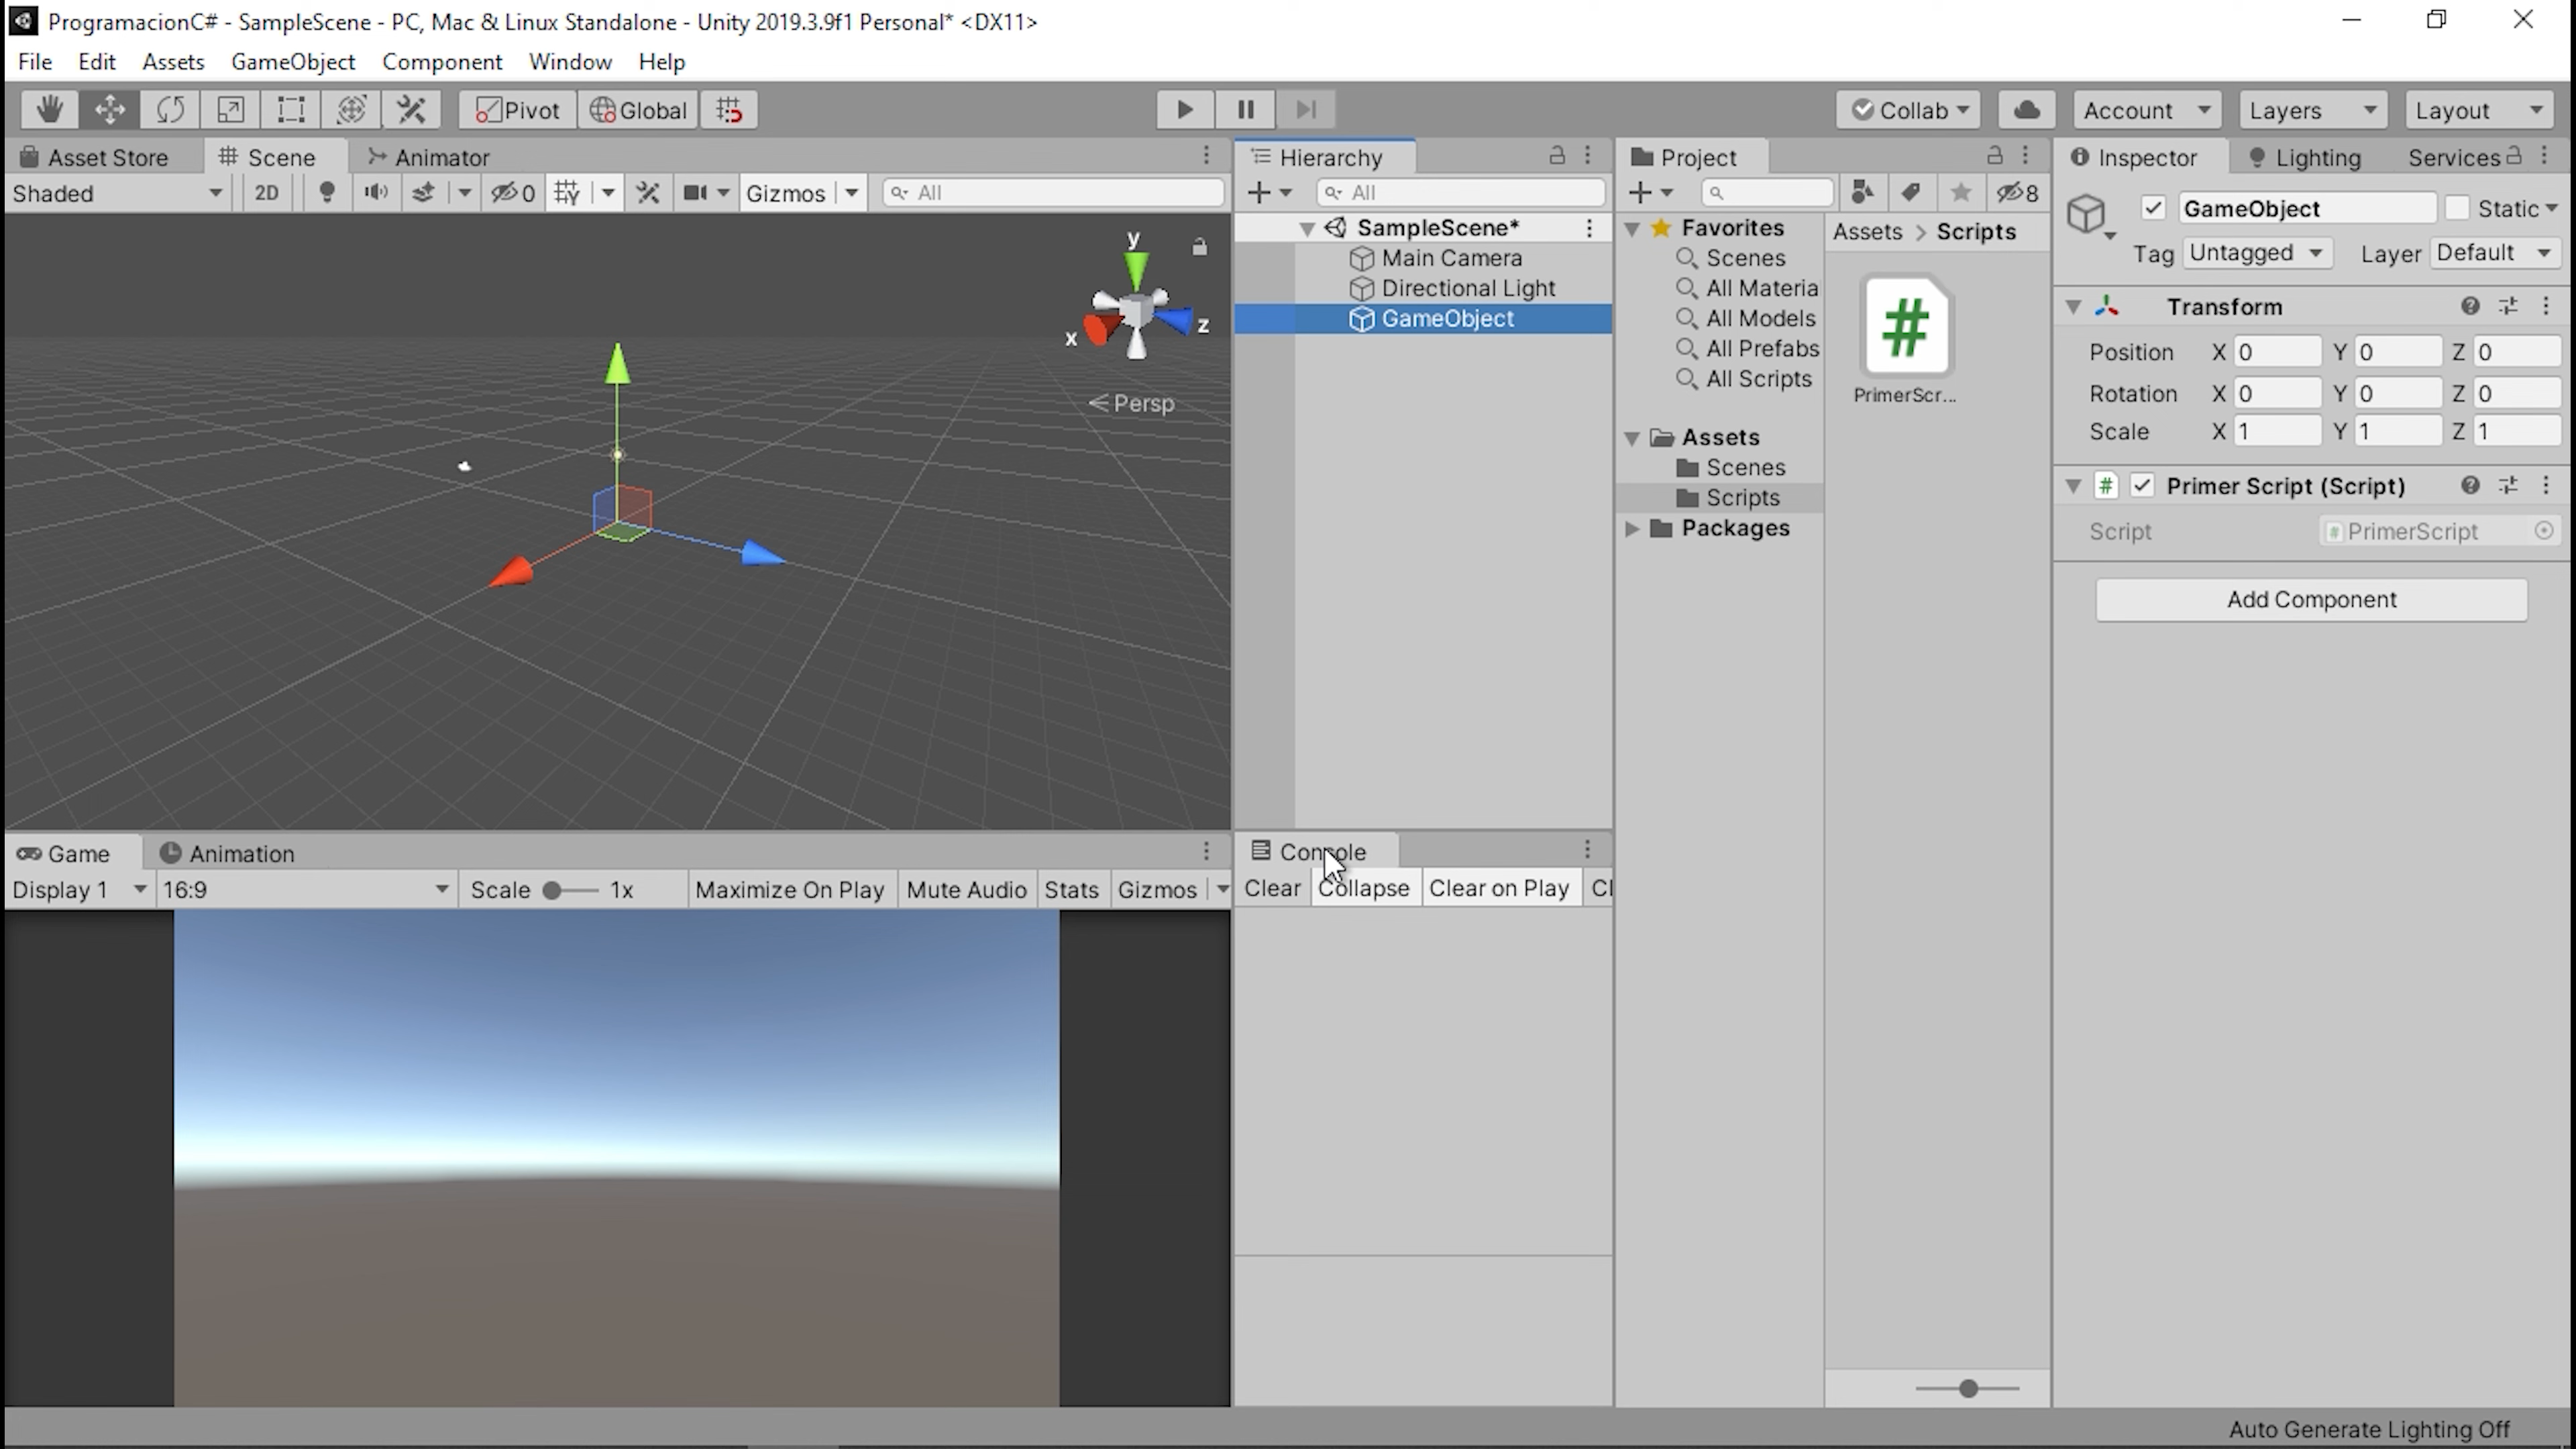 ProgramacionC# - SampleScene - PC, Mac & Linux Standalone - Unity 2019.3.9f1 Personal* <DX11>
File Edit Assets GameObject Component Window Help
Pivot Global Collab Account Layers Layout
Asset Store Scene Animator
Shaded 2D 0 Gizmos All
y
x
z
Persp
Hierarchy
All
SampleScene*
Main Camera
Directional Light
GameObject
Project
8
Favorites
Scenes
All Materia
All Models
All Prefabs
All Scripts
Assets
Scenes
Scripts
Packages
Assets > Scripts
#
PrimerScr...
Inspector Lighting Services
GameObject Static
Tag Untagged Layer Default
Transform
Position X 0 Y 0 Z 0
Rotation X 0 Y 0 Z 0
Scale X 1 Y 1 Z 1
# Primer Script (Script)
Script # PrimerScript
Add Component
Game Animation
Display 1 16:9 Scale 1x Maximize On Play Mute Audio Stats Gizmos
Console
Clear Collapse Clear on Play Cl
Auto Generate Lighting Off